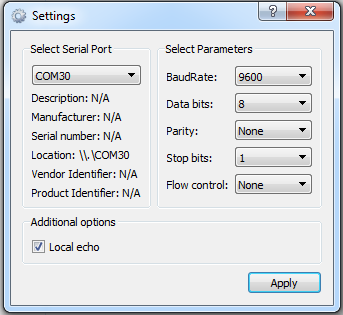 Settings
?
Select Serial Port
COM30
Description: N/A
Manufacturer: N/A
Serial number: N/A
Location: \\.\COM30
Vendor Identifier: N/A
Product Identifier: N/A
Select Parameters
BaudRate: 9600
Data bits: 8
Parity: None
Stop bits: 1
Flow control: None
Additional options
Local echo
Apply